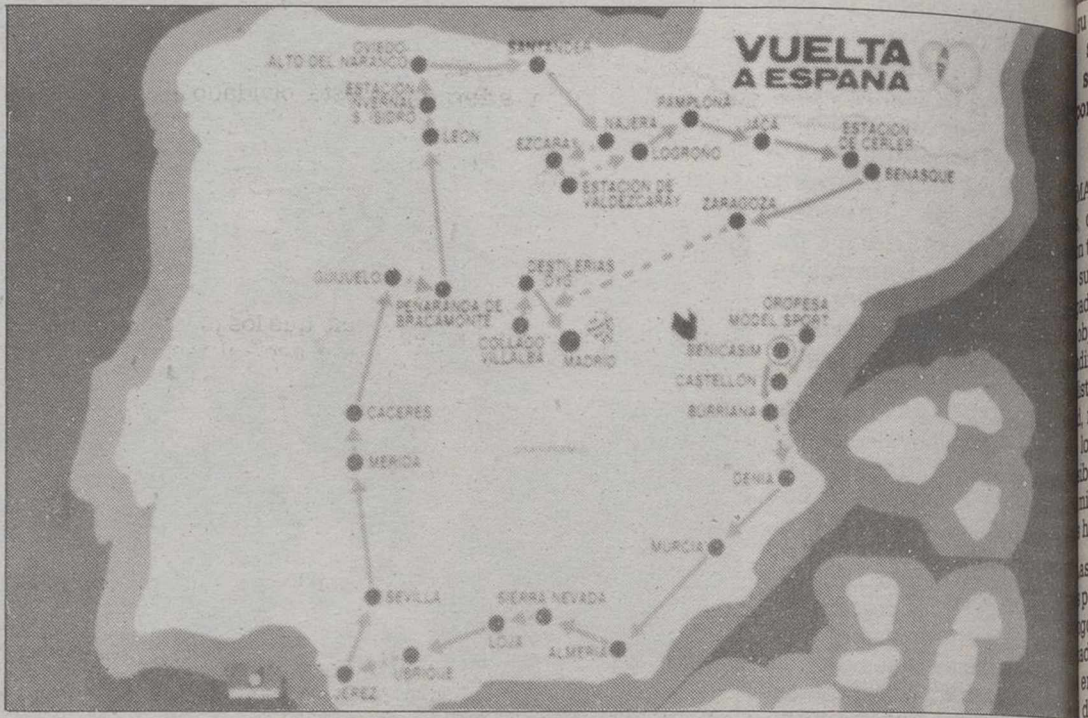 VUELTA
A ESPANA
OVIEDO
ALTO DEL NARANCO
SANTANDER
ESTACION
INVERNAL
S. ISIDRO
LEON
EZCARAY
NAJERA
PAMPLONA
LOGROÑO
JACA
ESTACION
DE CERLER
BENASQUE
ESTACION DE
VALDEZCARAY
ZARAGOZA
GUIJUELO
PEÑARANDA DE
BRACAMONTE
DESTILERIAS
DYC
COLLADO
VILLALBA
MADRID
OROPESA
MODEL SPORT
BENICASIM
CASTELLON
BURRIANA
CACERES
MERIDA
DENIA
MURCIA
SEVILLA
SIERRA NEVADA
LOJA
ALMERIA
UBRIQUE
JEREZ